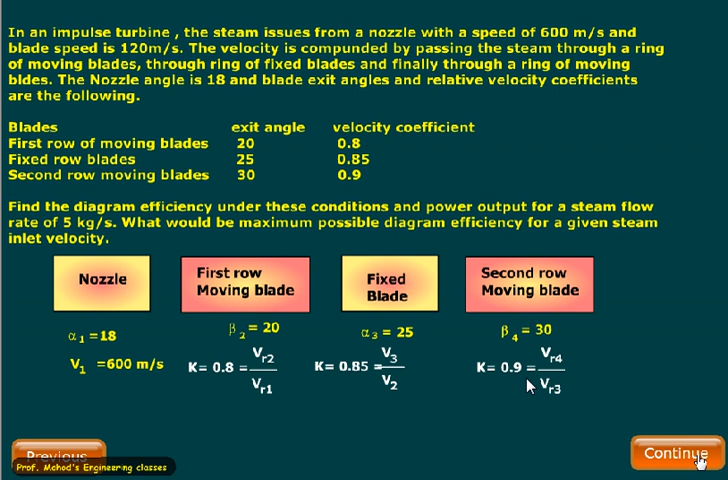 In an impulse turbine , the steam issues from a nozzle with a speed of 600 m/s and
blade speed is 120m/s. The velocity is compunded by passing the steam through a ring
of moving blades, through ring of fixed blades and finally through a ring of moving
bldes. The Nozzle angle is 18 and blade exit angles and relative velocity coefficients
are the following.
Blades exit angle velocity coefficient
First row of moving blades 20 0.8
Fixed row blades 25 0.85
Second row moving blades 30 0.9
Find the diagram efficiency under these conditions and power output for a steam flow
rate of 5 kg/s. What would be maximum possible diagram efficiency for a given steam
inlet velocity.
Nozzle
First row
Moving blade
Fixed
Blade
Second row
Moving blade
α1 =18
β2 = 20
α3 = 25
β4 = 30
V1 =600 m/s
K= 0.8 = Vr2 / Vr1
K= 0.85 = V3 / V2
K= 0.9 = Vr4 / Vr3
Previous
Prof. Mahod's Engineering classes
Continue